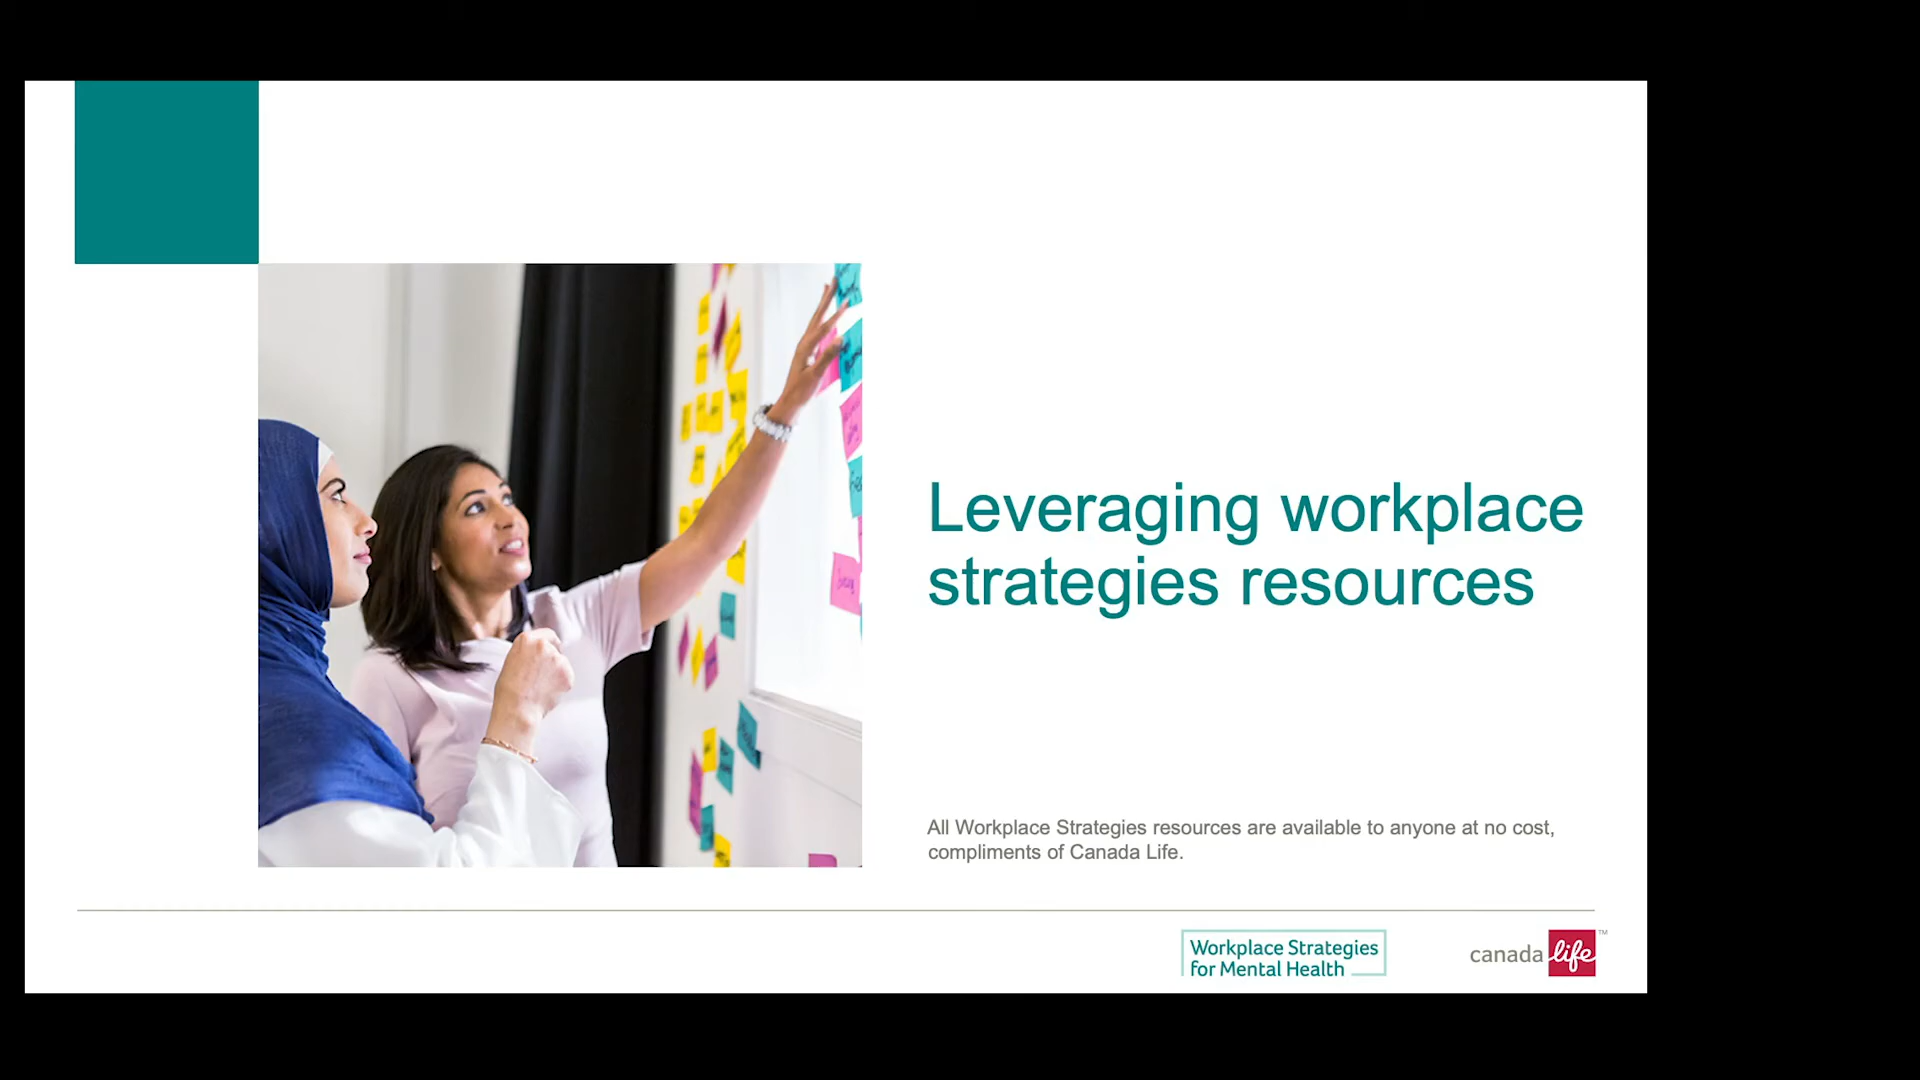 Leveraging workplace
strategies resources
All Workplace Strategies resources are available to anyone at no cost,
compliments of Canada Life.
Workplace Strategies
for Mental Health
canada life™